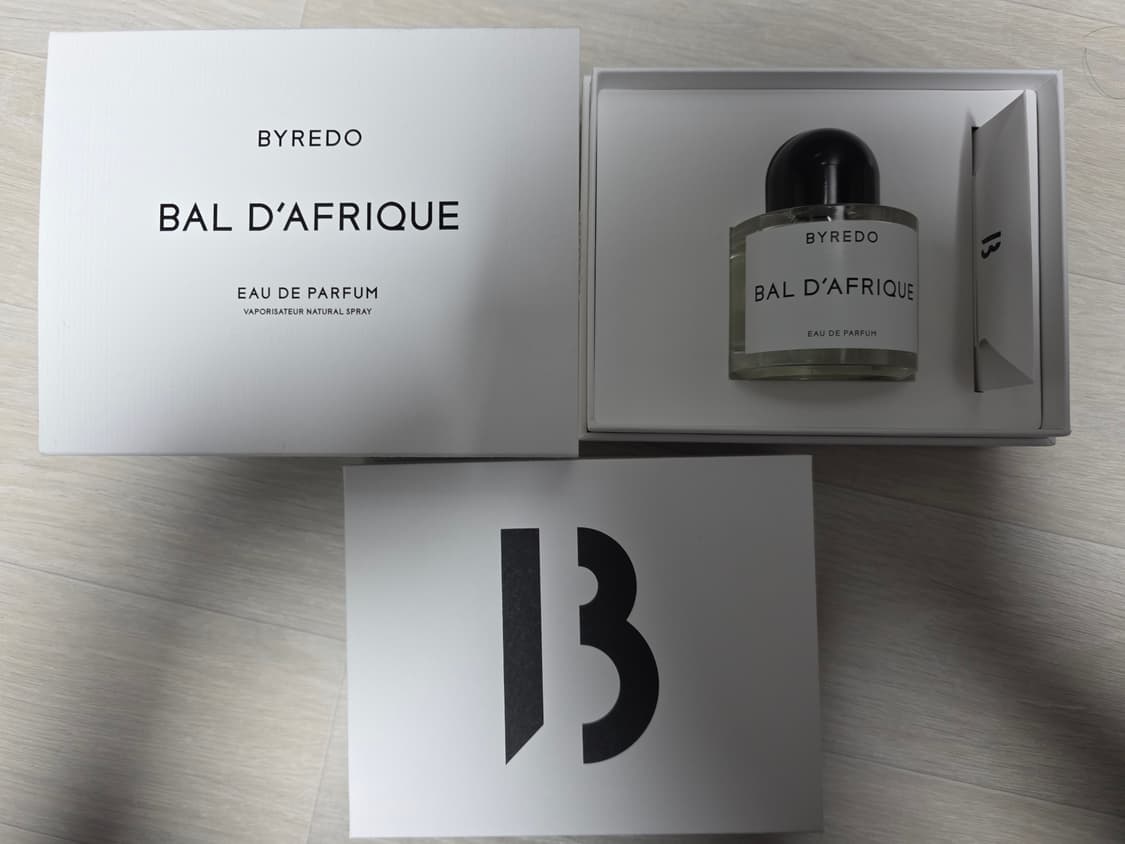 BYREDO
BAL D'AFRIQUE
EAU DE PARFUM
VAPORISATEUR NATURAL SPRAY
BYREDO
BAL D'AFRIQUE
EAU DE PARFUM
B
B